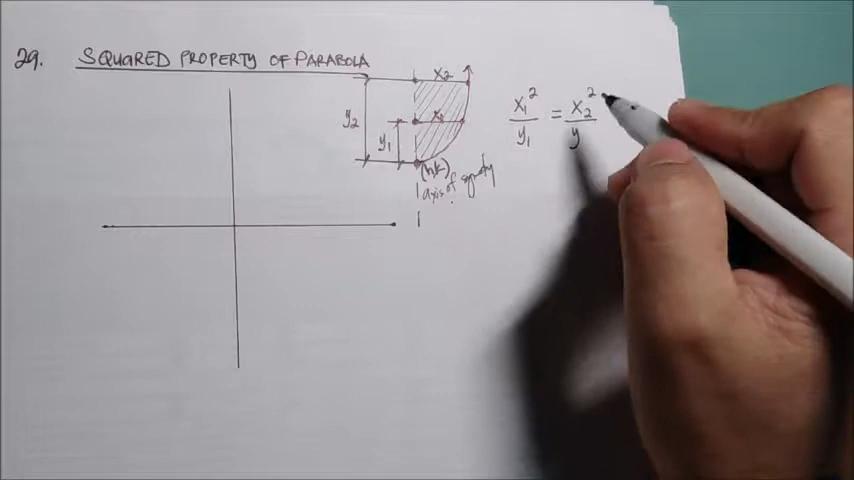 29. SQUARED PROPERTY OF PARABOLA
x2
y2
x1
y1
(h,k)
axis of symmetry
x1² / y1 = x2² / y